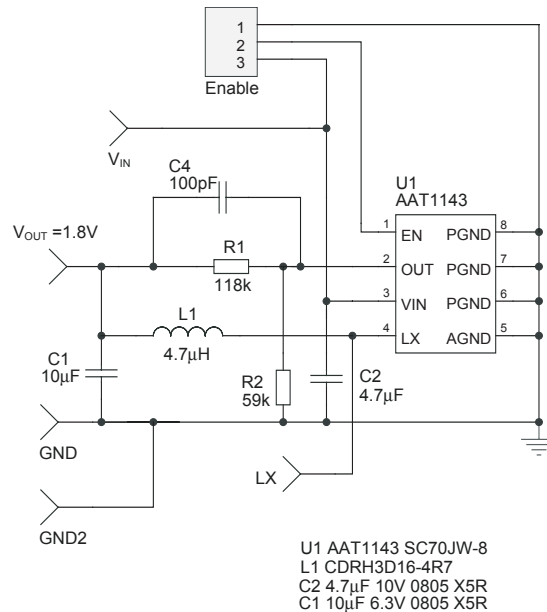 1
2
3
Enable
V_IN
C4
100pF
U1
AAT1143
V_OUT =1.8V
R1
118k
1 EN PGND 8
2 OUT PGND 7
3 VIN PGND 6
4 LX AGND 5
L1
4.7μH
C1
10μF
R2
59k
C2
4.7μF
GND
LX
GND2
U1 AAT1143 SC70JW-8
L1 CDRH3D16-4R7
C2 4.7μF 10V 0805 X5R
C1 10μF 6.3V 0805 X5R